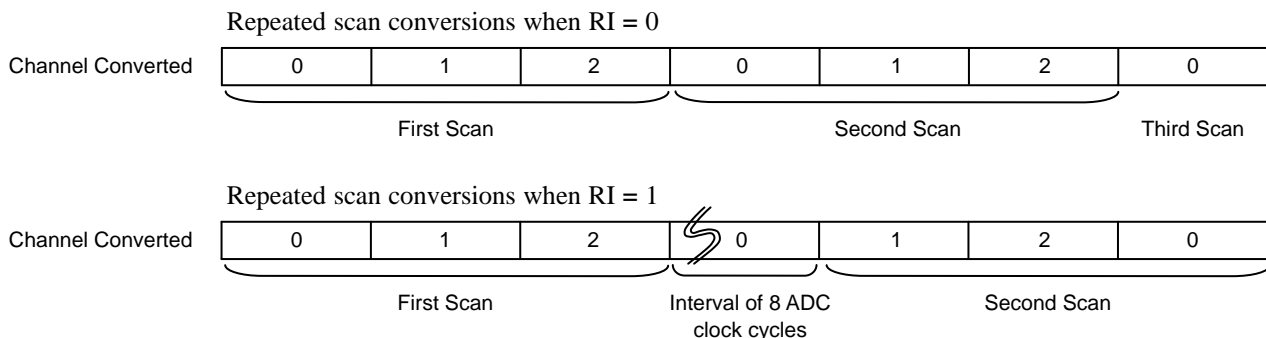 Repeated scan conversions when RI = 0
Channel Converted 0 1 2 0 1 2 0
First Scan Second Scan Third Scan
Repeated scan conversions when RI = 1
Channel Converted 0 1 2 0 1 2 0
First Scan Interval of 8 ADC Second Scan
clock cycles